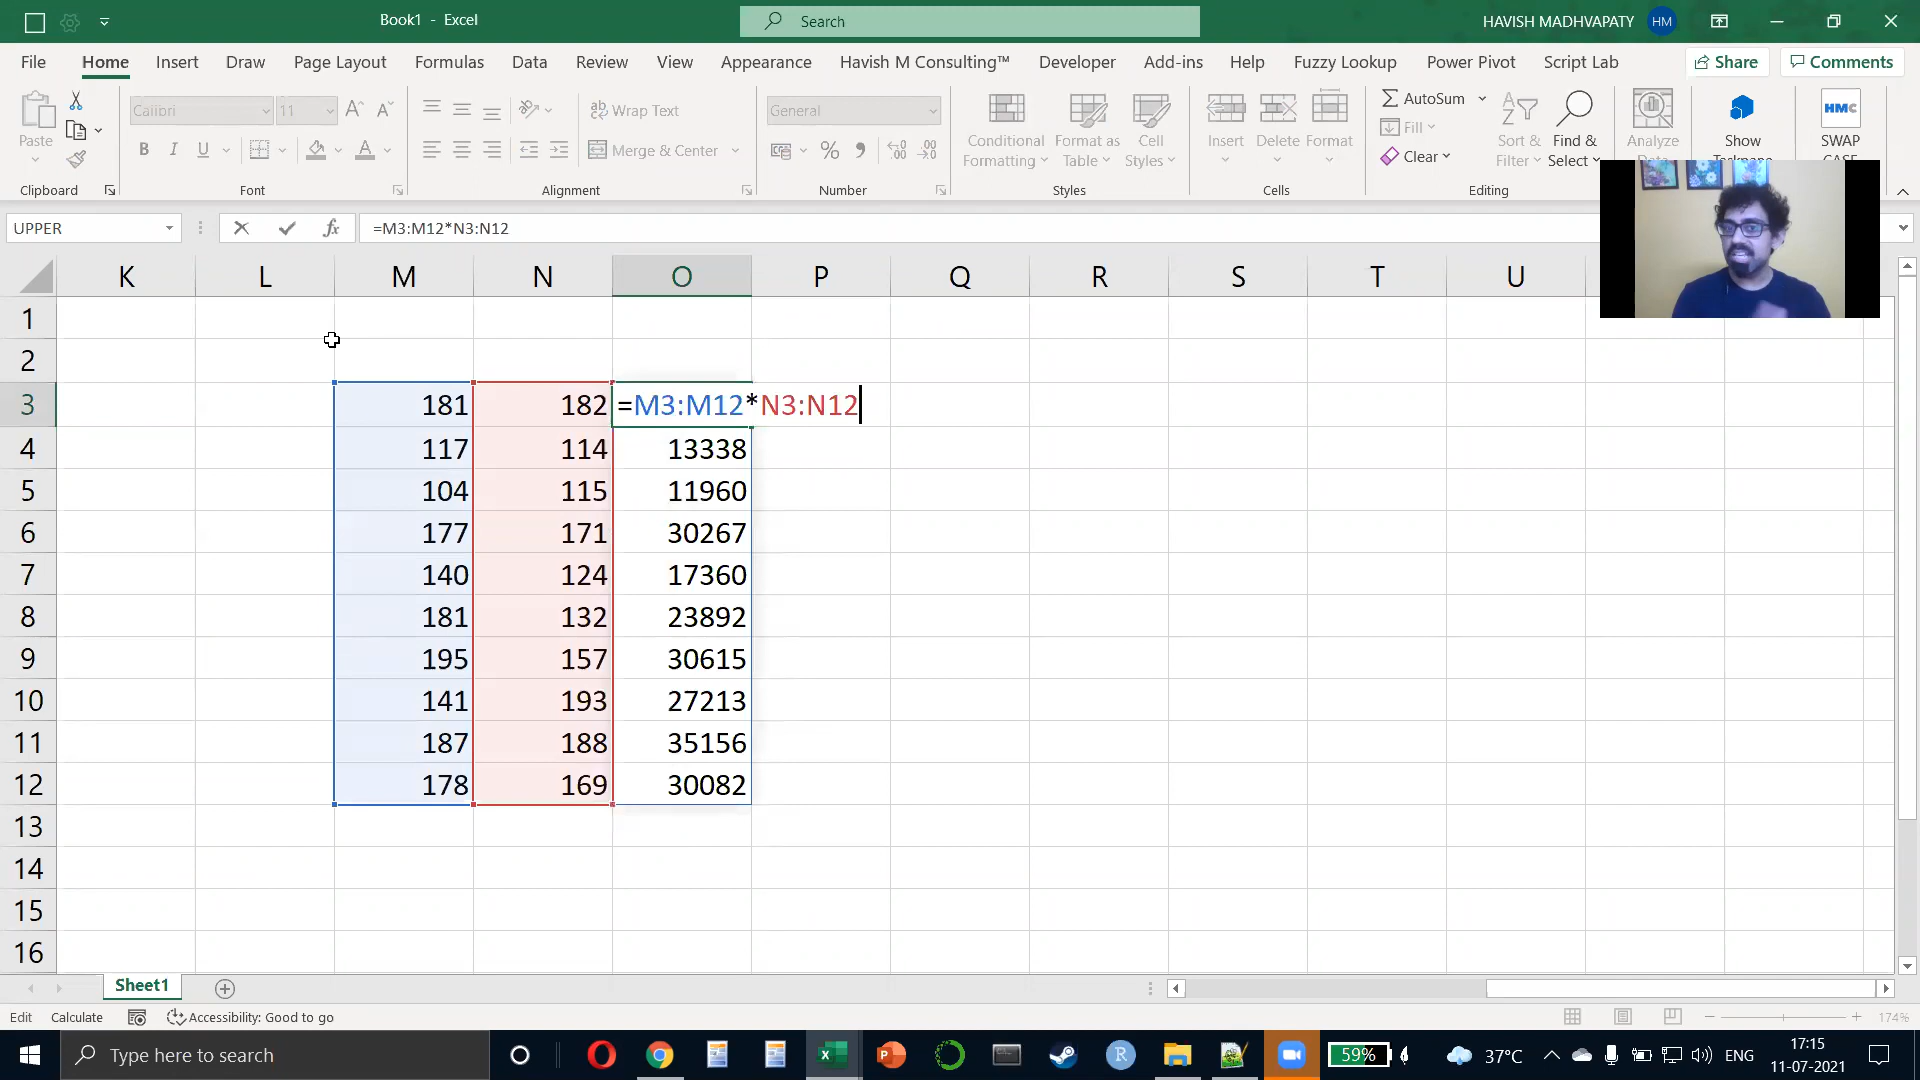 Book1 - Excel
Search
HAVISH MADHVAPATY HM
File Home Insert Draw Page Layout Formulas Data Review View Appearance Havish M Consulting™ Developer Add-ins Help Fuzzy Lookup Power Pivot Script Lab Share Comments
Paste
Clipboard
Calibri 11
B I U
Font
Wrap Text
Merge & Center
Alignment
General
Number
Conditional Formatting
Format as Table
Cell Styles
Styles
Insert
Delete
Format
Cells
AutoSum
Fill
Clear
Sort & Filter
Find & Select
Editing
Analyze
Show
HMC
SWAP
UPPER
fx
=M3:M12*N3:N12
K L M N O P Q R S T U
1
2
3 181 182 =M3:M12*N3:N12
4 117 114 13338
5 104 115 11960
6 177 171 30267
7 140 124 17360
8 181 132 23892
9 195 157 30615
10 141 193 27213
11 187 188 35156
12 178 169 30082
13
14
15
16
Sheet1
Edit Calculate Accessibility: Good to go 174%
Type here to search
59% 37°C ENG
17:15
11-07-2021